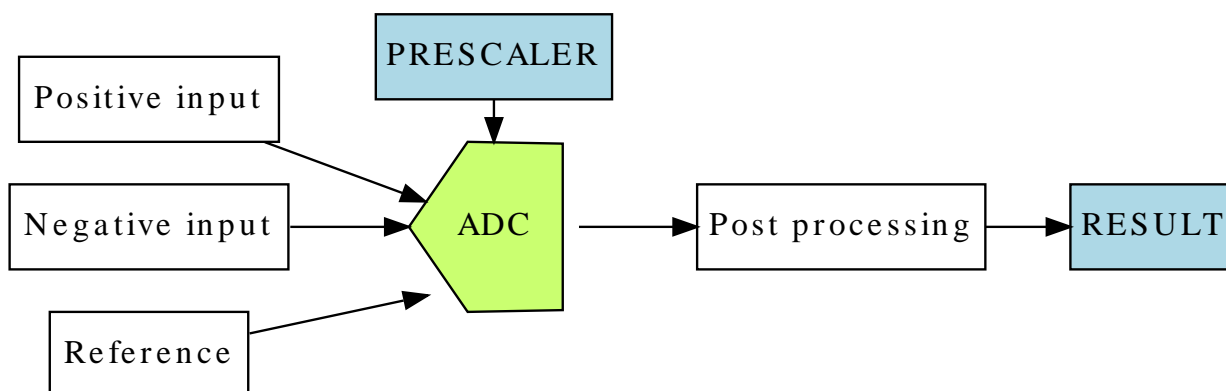 PRESCALER
Positive input
Negative input
ADC
Post processing
RESULT
Reference